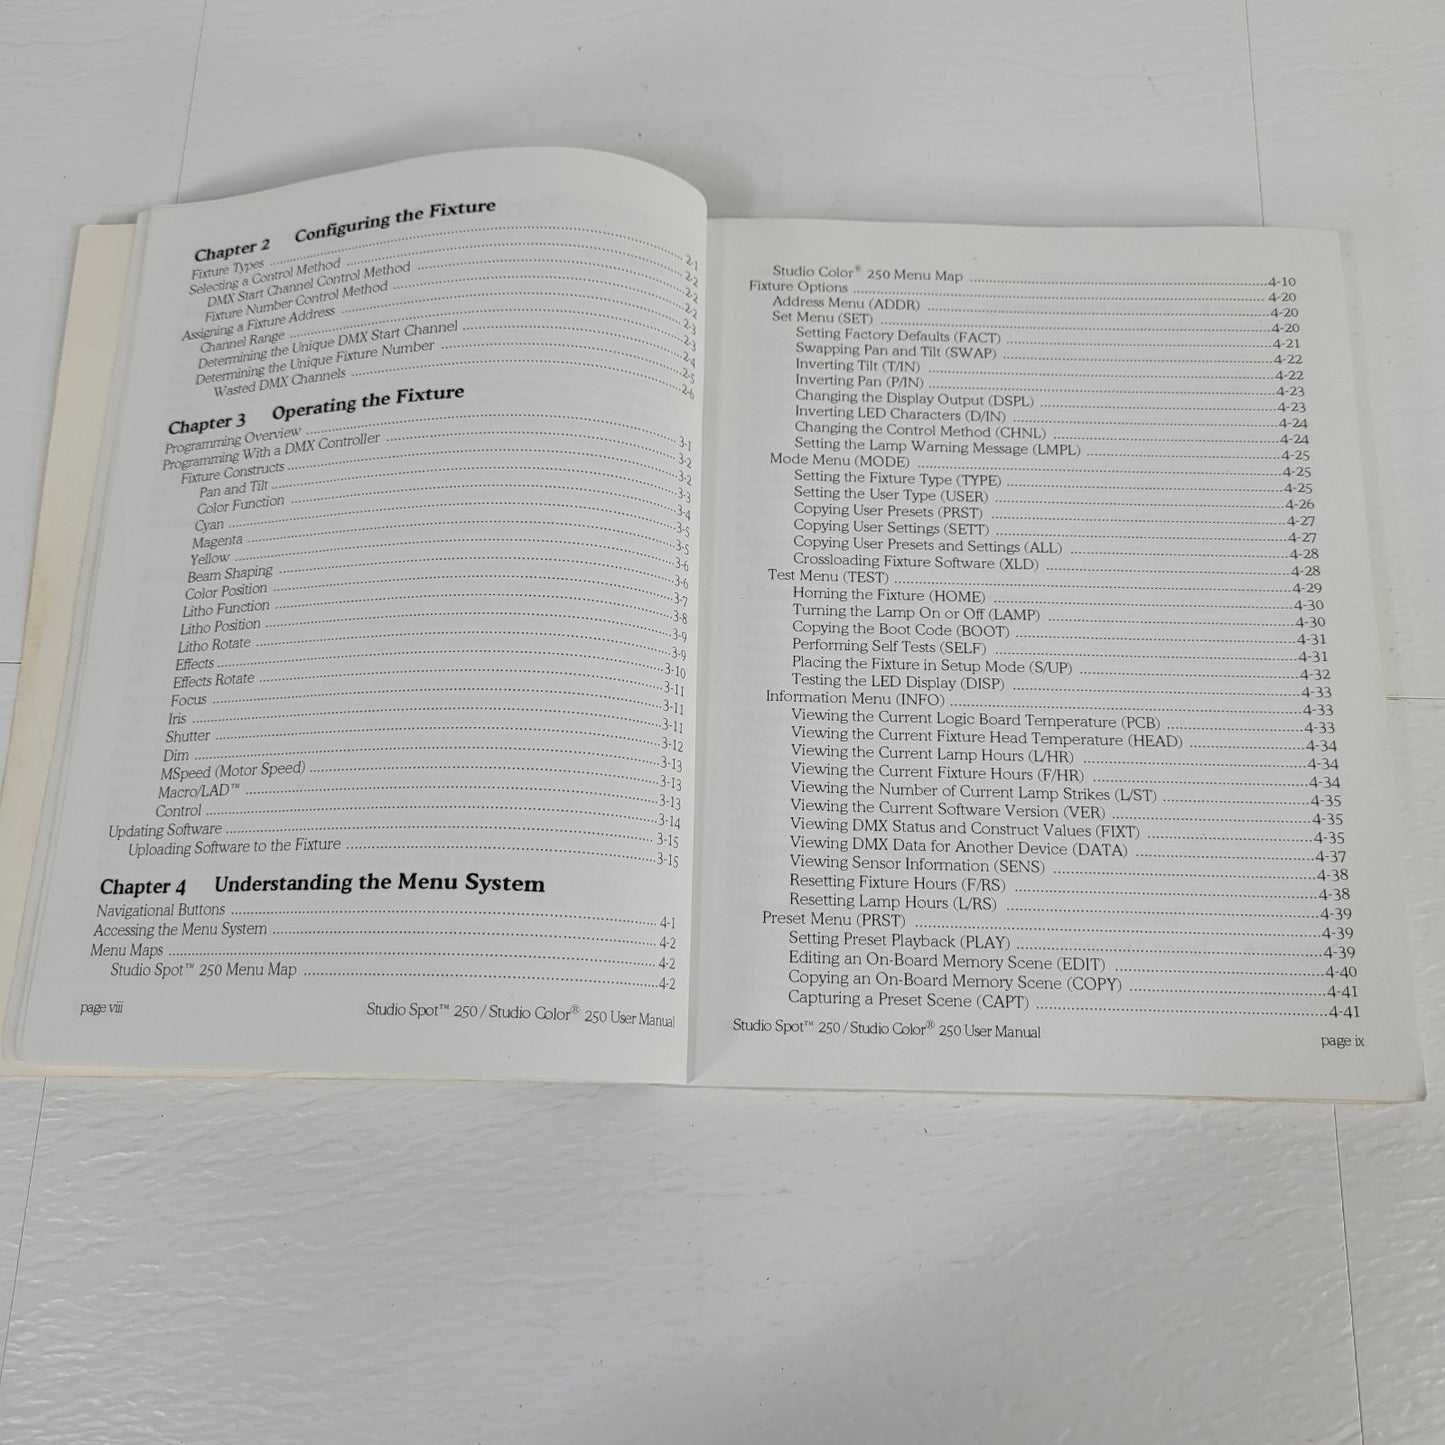 Chapter 2 Configuring the Fixture
Fixture Types ........ 2-1
Selecting a Control Method ........ 2-2
DMX Start Channel Control Method ........ 2-2
Fixture Number Control Method ........ 2-2
Assigning a Fixture Address ........ 2-3
Channel Range ........ 2-3
Determining the Unique DMX Start Channel ........ 2-4
Determining the Unique Fixture Number ........ 2-5
Wasted DMX Channels ........ 2-6
Chapter 3 Operating the Fixture
Programming Overview ........ 3-1
Programming With a DMX Controller ........ 3-2
Fixture Constructs ........ 3-2
Pan and Tilt ........ 3-3
Color Function ........ 3-4
Cyan ........ 3-5
Magenta ........ 3-5
Yellow ........ 3-6
Beam Shaping ........ 3-6
Color Position ........ 3-7
Litho Function ........ 3-8
Litho Position ........ 3-9
Litho Rotate ........ 3-9
Effects ........ 3-10
Effects Rotate ........ 3-11
Focus ........ 3-11
Iris ........ 3-11
Shutter ........ 3-12
Dim ........ 3-13
MSpeed (Motor Speed) ........ 3-13
Macro/LAD™ ........ 3-13
Control ........ 3-14
Updating Software ........ 3-15
Uploading Software to the Fixture ........ 3-15
Chapter 4 Understanding the Menu System
Navigational Buttons ........ 4-1
Accessing the Menu System ........ 4-2
Menu Maps ........ 4-2
Studio Spot™ 250 Menu Map ........ 4-2
page viii Studio Spot™ 250 / Studio Color® 250 User Manual
Studio Color® 250 Menu Map ........ 4-10
Fixture Options ........ 4-20
Address Menu (ADDR) ........ 4-20
Set Menu (SET) ........ 4-20
Setting Factory Defaults (FACT) ........ 4-21
Swapping Pan and Tilt (SWAP) ........ 4-22
Inverting Tilt (T/IN) ........ 4-22
Inverting Pan (P/IN) ........ 4-23
Changing the Display Output (DSPL) ........ 4-23
Inverting LED Characters (D/IN) ........ 4-24
Changing the Control Method (CHNL) ........ 4-24
Setting the Lamp Warning Message (LMPL) ........ 4-25
Mode Menu (MODE) ........ 4-25
Setting the Fixture Type (TYPE) ........ 4-25
Setting the User Type (USER) ........ 4-26
Copying User Presets (PRST) ........ 4-27
Copying User Settings (SETT) ........ 4-27
Copying User Presets and Settings (ALL) ........ 4-28
Crossloading Fixture Software (XLD) ........ 4-28
Test Menu (TEST) ........ 4-29
Homing the Fixture (HOME) ........ 4-30
Turning the Lamp On or Off (LAMP) ........ 4-30
Copying the Boot Code (BOOT) ........ 4-31
Performing Self Tests (SELF) ........ 4-31
Placing the Fixture in Setup Mode (S/UP) ........ 4-32
Testing the LED Display (DISP) ........ 4-33
Information Menu (INFO) ........ 4-33
Viewing the Current Logic Board Temperature (PCB) ........ 4-33
Viewing the Current Fixture Head Temperature (HEAD) ........ 4-34
Viewing the Current Lamp Hours (L/HR) ........ 4-34
Viewing the Current Fixture Hours (F/HR) ........ 4-34
Viewing the Number of Current Lamp Strikes (L/ST) ........ 4-35
Viewing the Current Software Version (VER) ........ 4-35
Viewing DMX Status and Construct Values (FIXT) ........ 4-35
Viewing DMX Data for Another Device (DATA) ........ 4-37
Viewing Sensor Information (SENS) ........ 4-38
Resetting Fixture Hours (F/RS) ........ 4-38
Resetting Lamp Hours (L/RS) ........ 4-39
Preset Menu (PRST) ........ 4-39
Setting Preset Playback (PLAY) ........ 4-39
Editing an On-Board Memory Scene (EDIT) ........ 4-40
Copying an On-Board Memory Scene (COPY) ........ 4-41
Capturing a Preset Scene (CAPT) ........ 4-41
Studio Spot™ 250 / Studio Color® 250 User Manual page ix